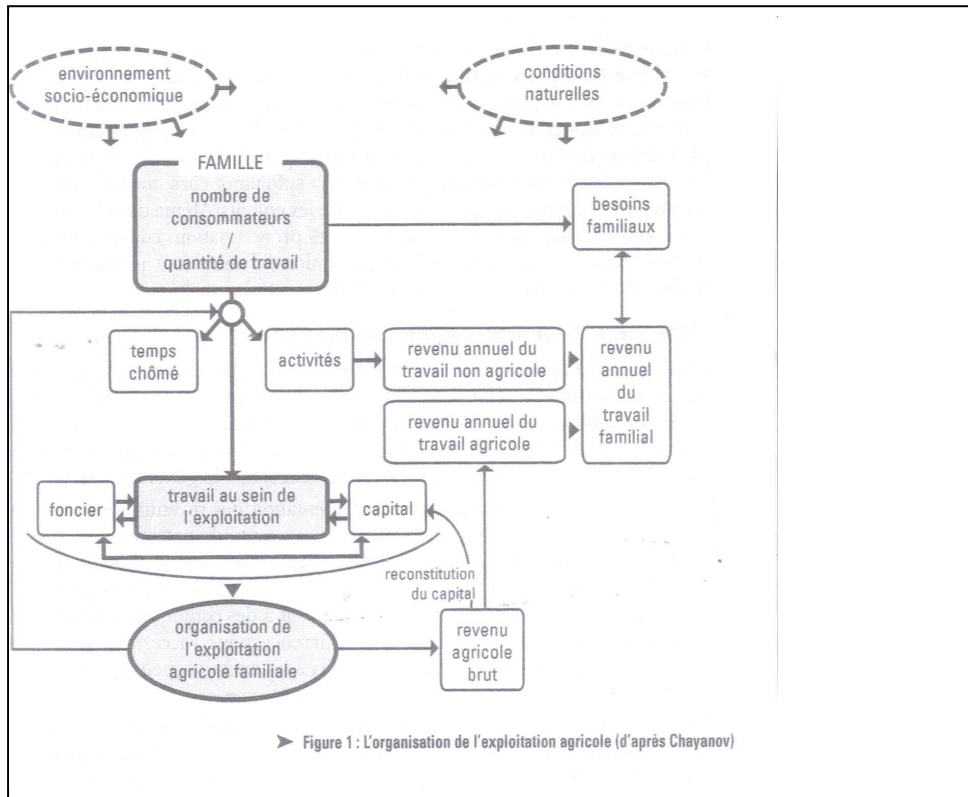 environnement
socio-économique
conditions
naturelles
FAMILLE
nombre de
consommateurs
/
quantité de travail
besoins
familiaux
temps
chômé
activités
revenu annuel du
travail non agricole
revenu
annuel
du
travail
familial
revenu annuel du
travail agricole
foncier
travail au sein de
l'exploitation
capital
reconstitution
du capital
organisation de
l'exploitation
agricole familiale
revenu
agricole
brut
➤ Figure 1 : L'organisation de l'exploitation agricole (d'après Chayanov)